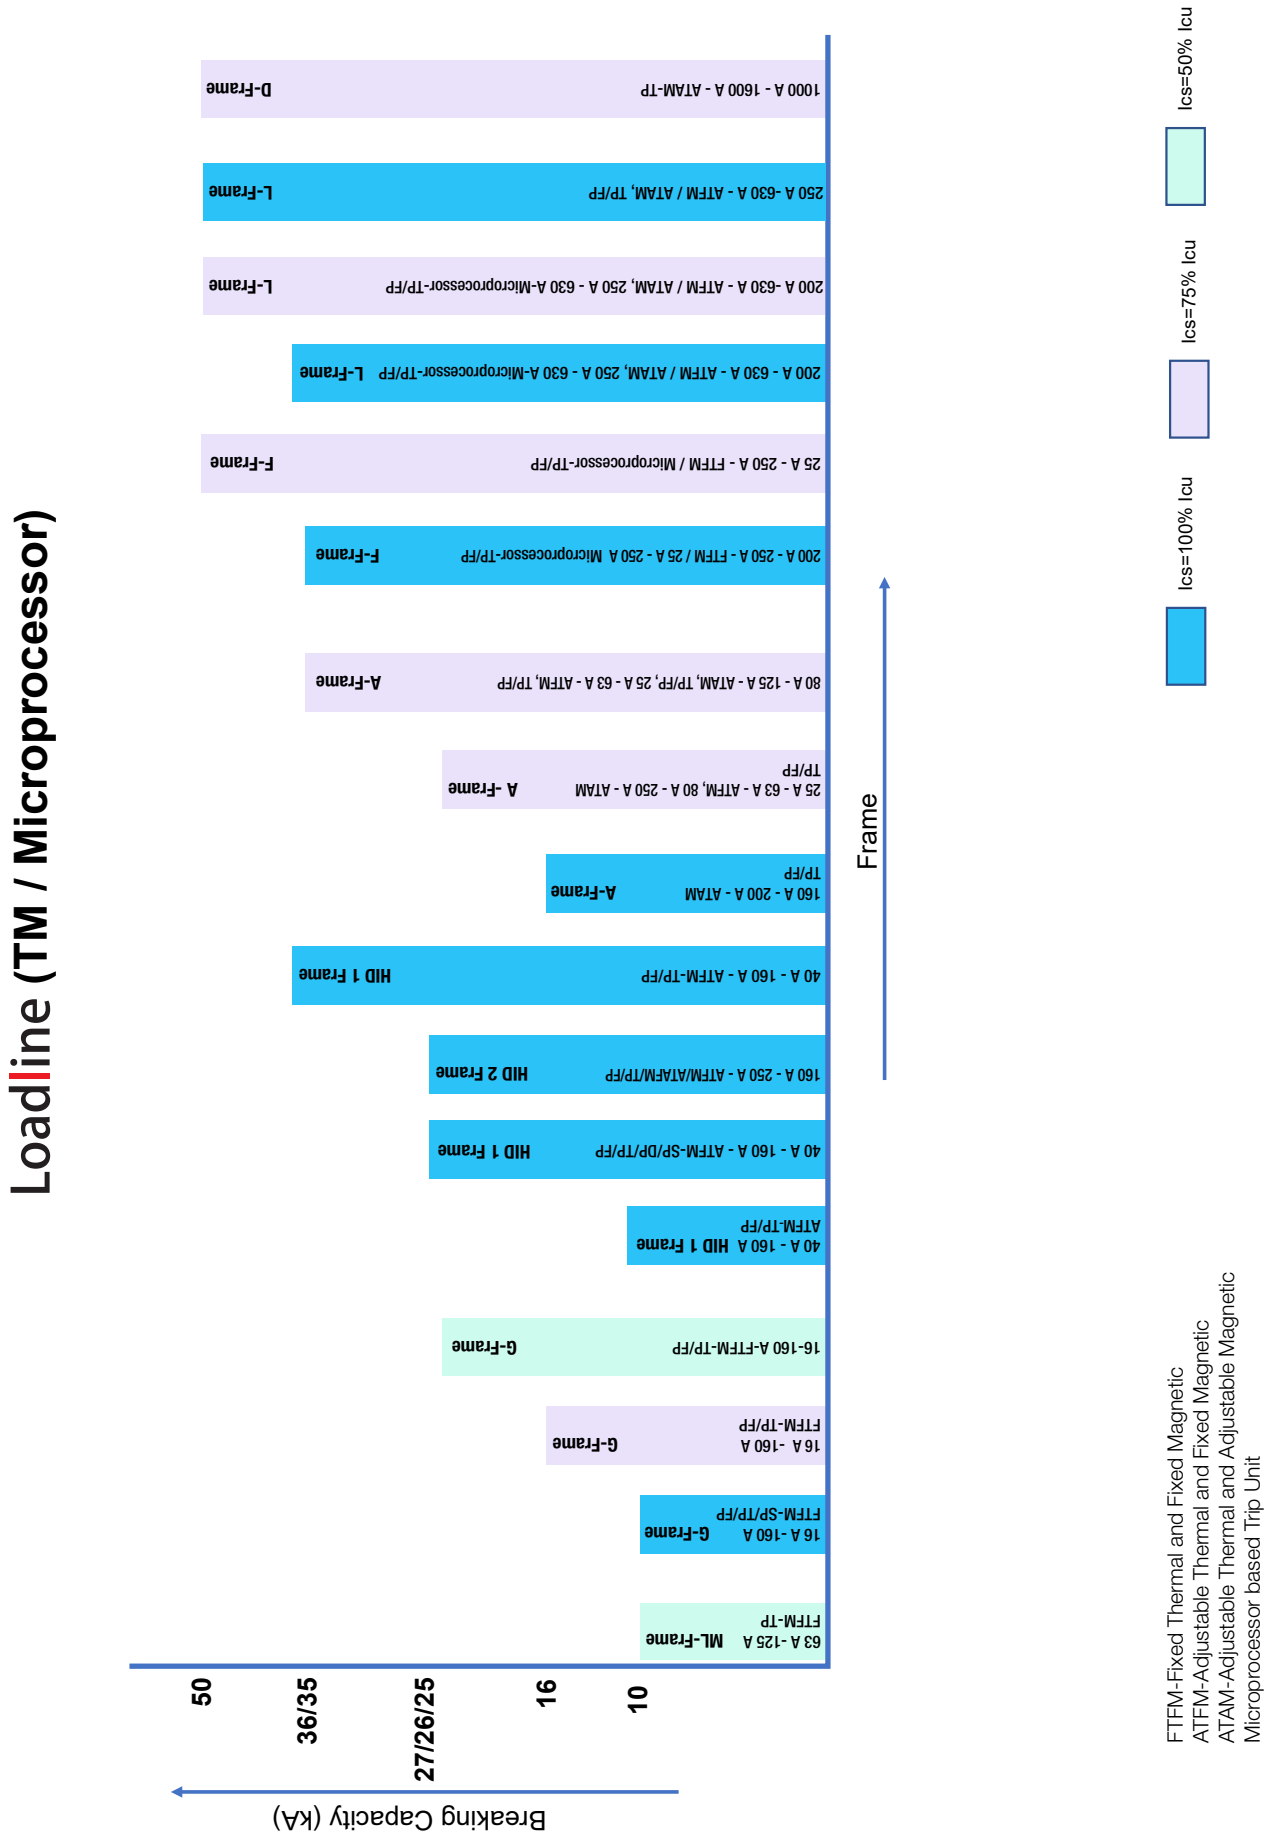 Loadline (TM / Microprocessor)
Breaking Capacity (kA)
50
36/35
27/26/25
16
10
ML-Frame
63 A -125 A
FTFM-TP
G-Frame
16 A -160 A
FTFM-SP/TP/FP
G-Frame
16 A -160 A
FTFM-TP/FP
G-Frame
16-160 A-FTFM-TP/FP
HID 1 Frame
40 A - 160 A
ATFM-TP/FP
HID 1 Frame
40 A - 160 A - ATFM-SP/DP/TP/FP
HID 2 Frame
160 A - 250 A - ATFM/ATAFM/TP/FP
HID 1 Frame
40 A - 160 A - ATFM-TP/FP
A-Frame
160 A - 200 A - ATAM
TP/FP
A -Frame
25 A - 63 A - ATFM, 80 A - 250 A - ATAM
TP/FP
A-Frame
80 A - 125 A - ATAM, TP/FP, 25 A - 63 A - ATFM, TP/FP
F-Frame
200 A - 250 A - FTFM / 25 A - 250 A Microprocessor-TP/FP
F-Frame
25 A - 250 A - FTFM / Microprocessor-TP/FP
L-Frame
200 A - 630 A - ATFM / ATAM, 250 A - 630 A-Microprocessor-TP/FP
L-Frame
200 A -630 A - ATFM / ATAM, 250 A - 630 A-Microprocessor-TP/FP
L-Frame
250 A -630 A - ATFM / ATAM, TP/FP
D-Frame
1000 A - 1600 A - ATAM-TP
Frame
FTFM-Fixed Thermal and Fixed Magnetic
ATFM-Adjustable Thermal and Fixed Magnetic
ATAM-Adjustable Thermal and Adjustable Magnetic
Microprocessor based Trip Unit
Ics=100% Icu
Ics=75% Icu
Ics=50% Icu